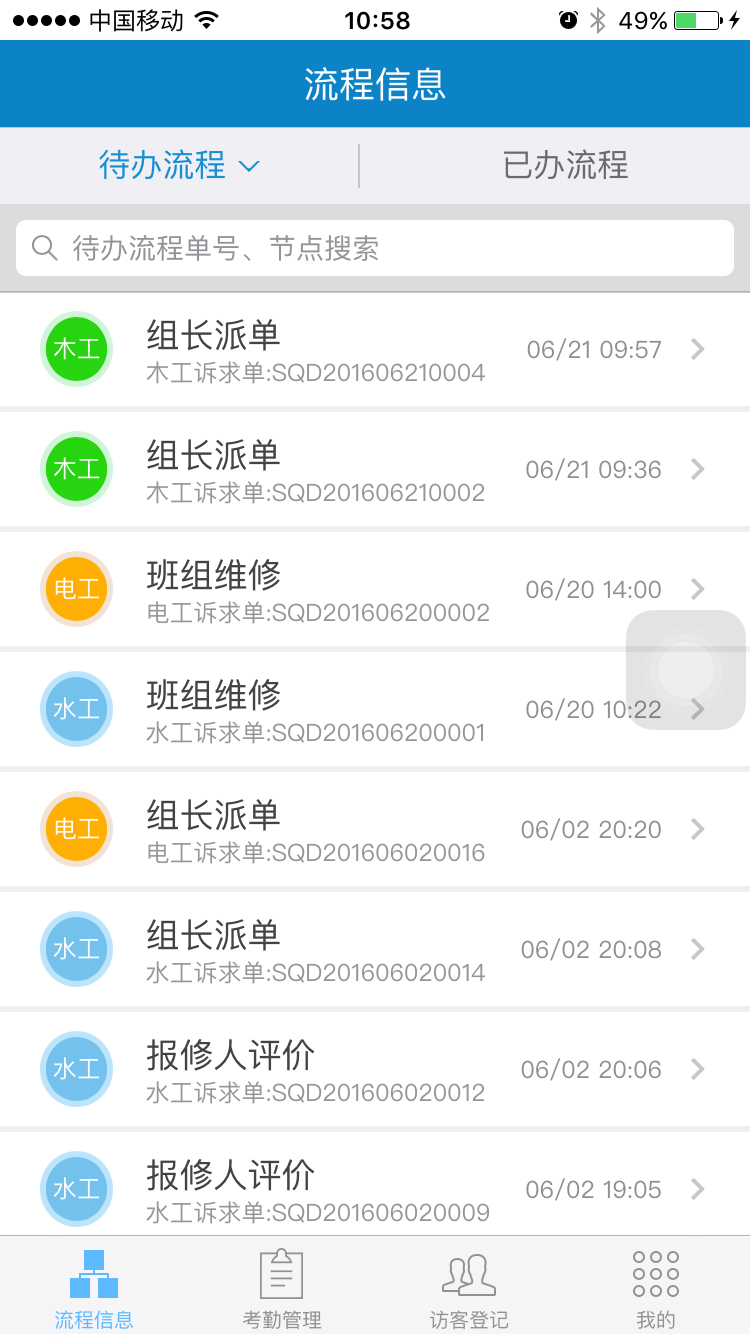 中国移动 10:58 49%
流程信息
待办流程 已办流程
待办流程单号、节点搜索
木工 组长派单 06/21 09:57
木工诉求单:SQD201606210004
木工 组长派单 06/21 09:36
木工诉求单:SQD201606210002
电工 班组维修 06/20 14:00
电工诉求单:SQD201606200002
水工 班组维修 06/20 10:22
水工诉求单:SQD201606200001
电工 组长派单 06/02 20:20
电工诉求单:SQD201606020016
水工 组长派单 06/02 20:08
水工诉求单:SQD201606020014
水工 报修人评价 06/02 20:06
水工诉求单:SQD201606020012
水工 报修人评价 06/02 19:05
水工诉求单:SQD201606020009
流程信息 考勤管理 访客登记 我的